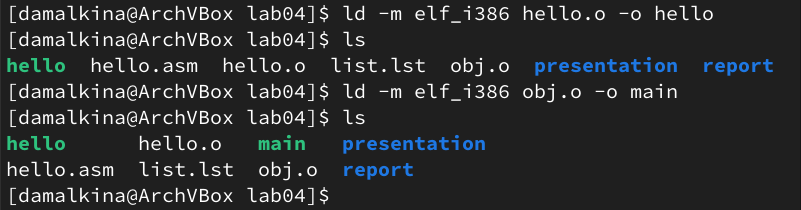 [damalkina@ArchVBox lab04]$ ld -m elf_i386 hello.o -o hello
[damalkina@ArchVBox lab04]$ ls
hello  hello.asm  hello.o  list.lst  obj.o  presentation  report
[damalkina@ArchVBox lab04]$ ld -m elf_i386 obj.o -o main
[damalkina@ArchVBox lab04]$ ls
hello      hello.o   main   presentation
hello.asm  list.lst  obj.o  report
[damalkina@ArchVBox lab04]$